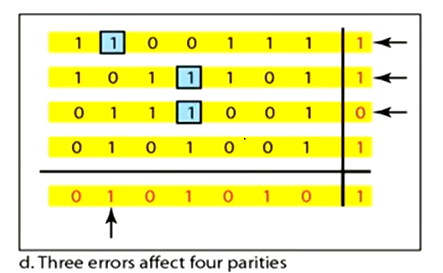 1 1 0 0 1 1 1 1
1 0 1 1 1 0 1 1
0 1 1 1 0 0 1 0
0 1 0 1 0 0 1 1
0 1 0 1 0 1 0 1
d. Three errors affect four parities